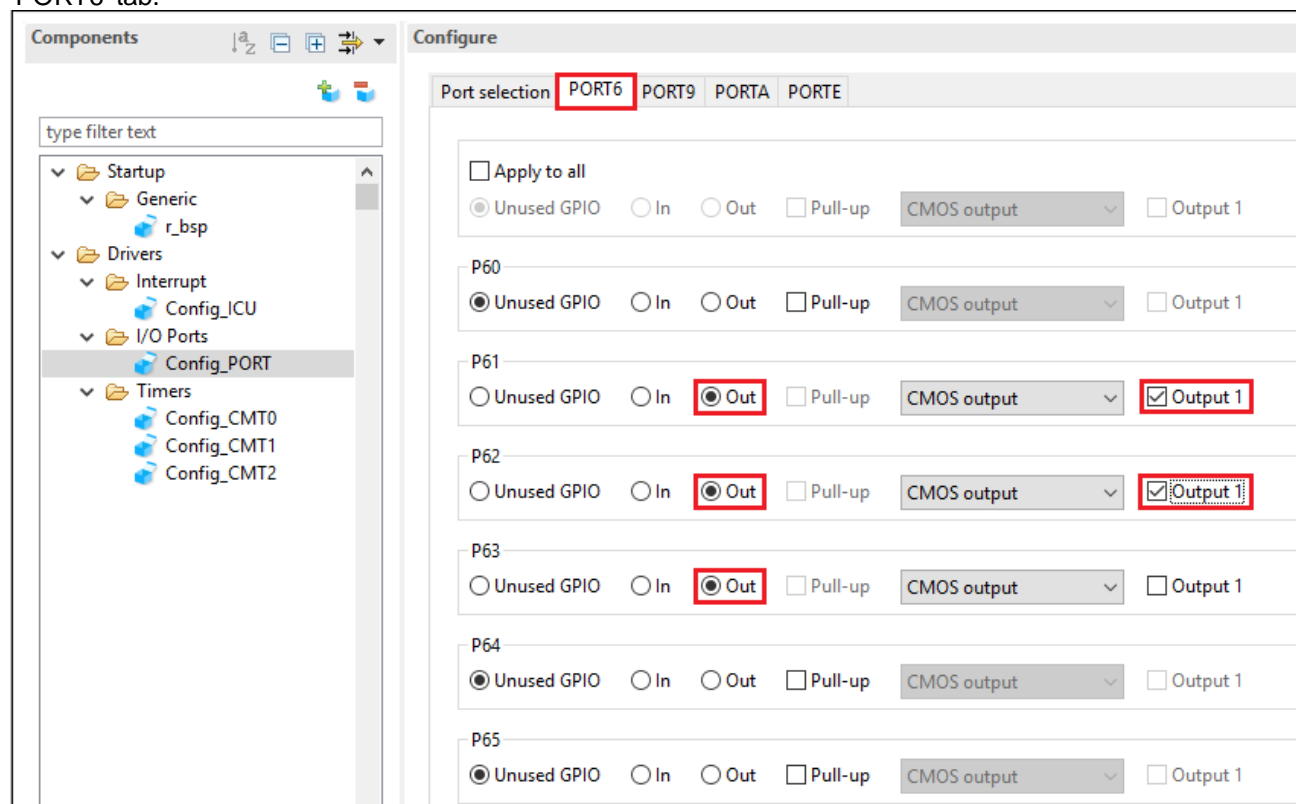 PORT6 tab.
Components
Configure
Port selection PORT6 PORT9 PORTA PORTE
type filter text
Startup
Generic
r_bsp
Drivers
Interrupt
Config_ICU
I/O Ports
Config_PORT
Timers
Config_CMT0
Config_CMT1
Config_CMT2
Apply to all
Unused GPIO In Out Pull-up CMOS output Output 1
P60
Unused GPIO In Out Pull-up CMOS output Output 1
P61
Unused GPIO In Out Pull-up CMOS output Output 1
P62
Unused GPIO In Out Pull-up CMOS output Output 1
P63
Unused GPIO In Out Pull-up CMOS output Output 1
P64
Unused GPIO In Out Pull-up CMOS output Output 1
P65
Unused GPIO In Out Pull-up CMOS output Output 1